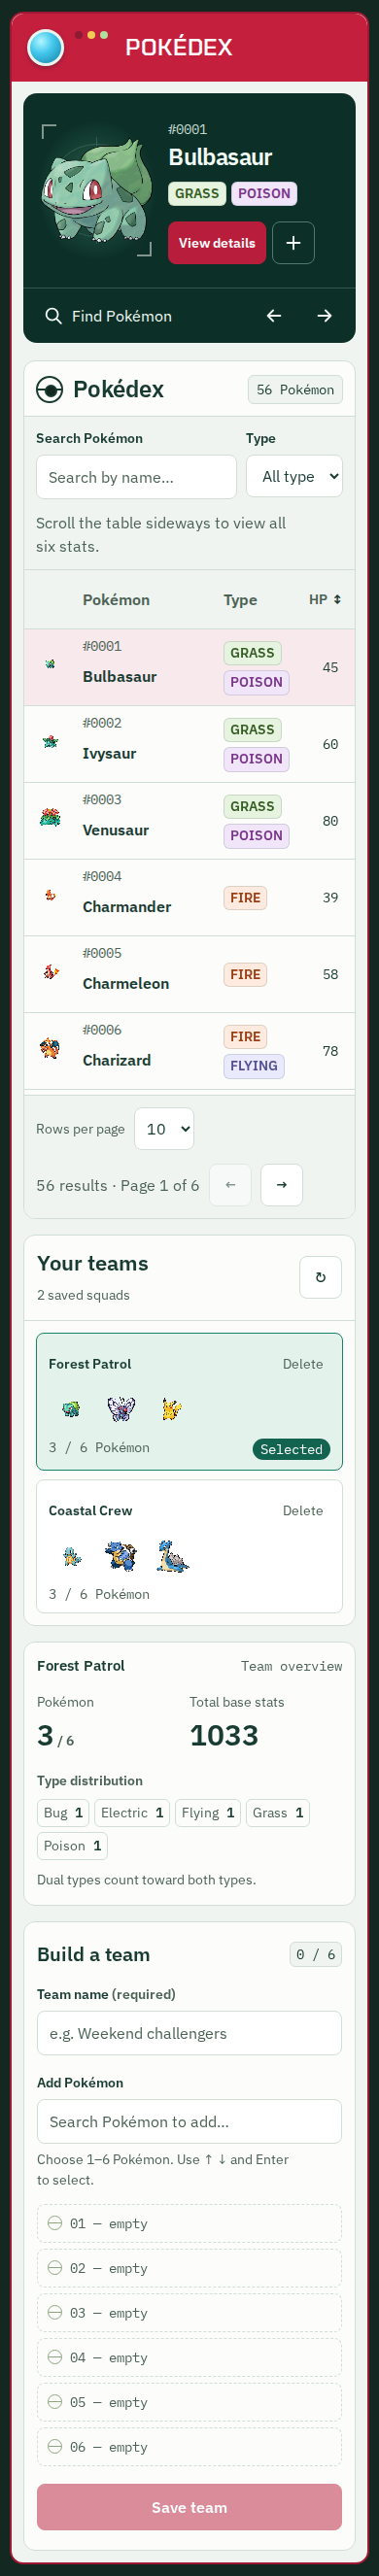 POKÉDEX
#0001
Bulbasaur
GRASS POISON
View details +
Find Pokémon ← →
Pokédex 56 Pokémon
Search Pokémon Type
Search by name... All type
Scroll the table sideways to view all
six stats.
Pokémon Type HP ↕
#0001
Bulbasaur
GRASS
POISON
45
#0002
Ivysaur
GRASS
POISON
60
#0003
Venusaur
GRASS
POISON
80
#0004
Charmander
FIRE
39
#0005
Charmeleon
FIRE
58
#0006
Charizard
FIRE
FLYING
78
Rows per page 10
56 results · Page 1 of 6 ← →
Your teams
2 saved squads
↻
Forest Patrol Delete
3 / 6 Pokémon Selected
Coastal Crew Delete
3 / 6 Pokémon
Forest Patrol Team overview
Pokémon Total base stats
3 / 6 1033
Type distribution
Bug 1 Electric 1 Flying 1 Grass 1
Poison 1
Dual types count toward both types.
Build a team 0 / 6
Team name (required)
e.g. Weekend challengers
Add Pokémon
Search Pokémon to add...
Choose 1–6 Pokémon. Use ↑ ↓ and Enter
to select.
01 — empty
02 — empty
03 — empty
04 — empty
05 — empty
06 — empty
Save team